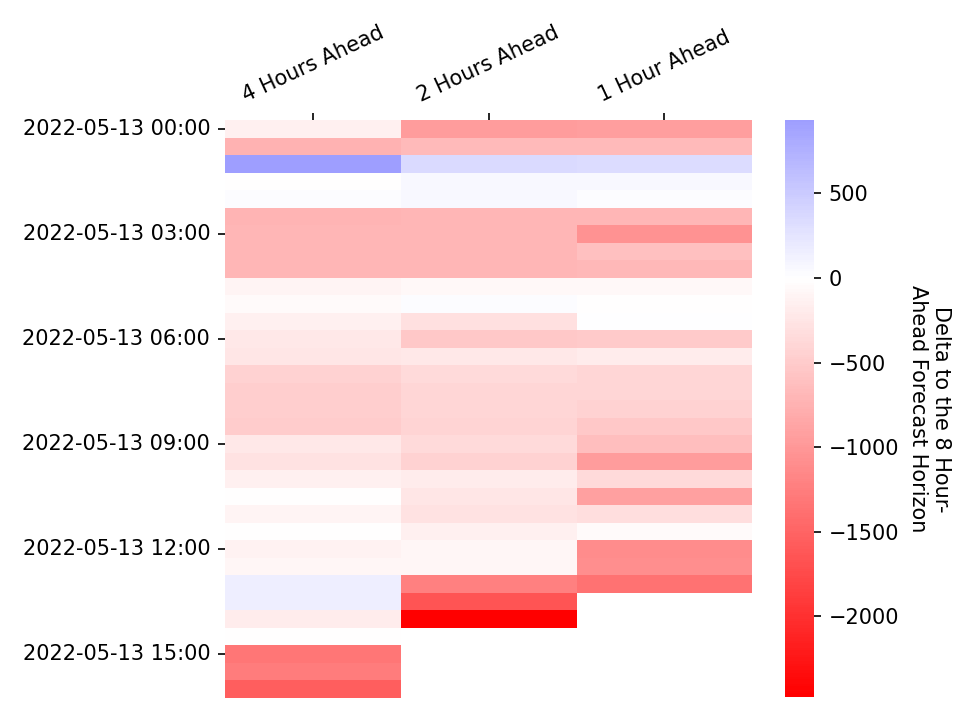 4 Hours Ahead
2 Hours Ahead
1 Hour Ahead
2022-05-13 00:00
2022-05-13 03:00
2022-05-13 06:00
2022-05-13 09:00
2022-05-13 12:00
2022-05-13 15:00
500
0
−500
−1000
−1500
−2000
Delta to the 8 Hour-
Ahead Forecast Horizon